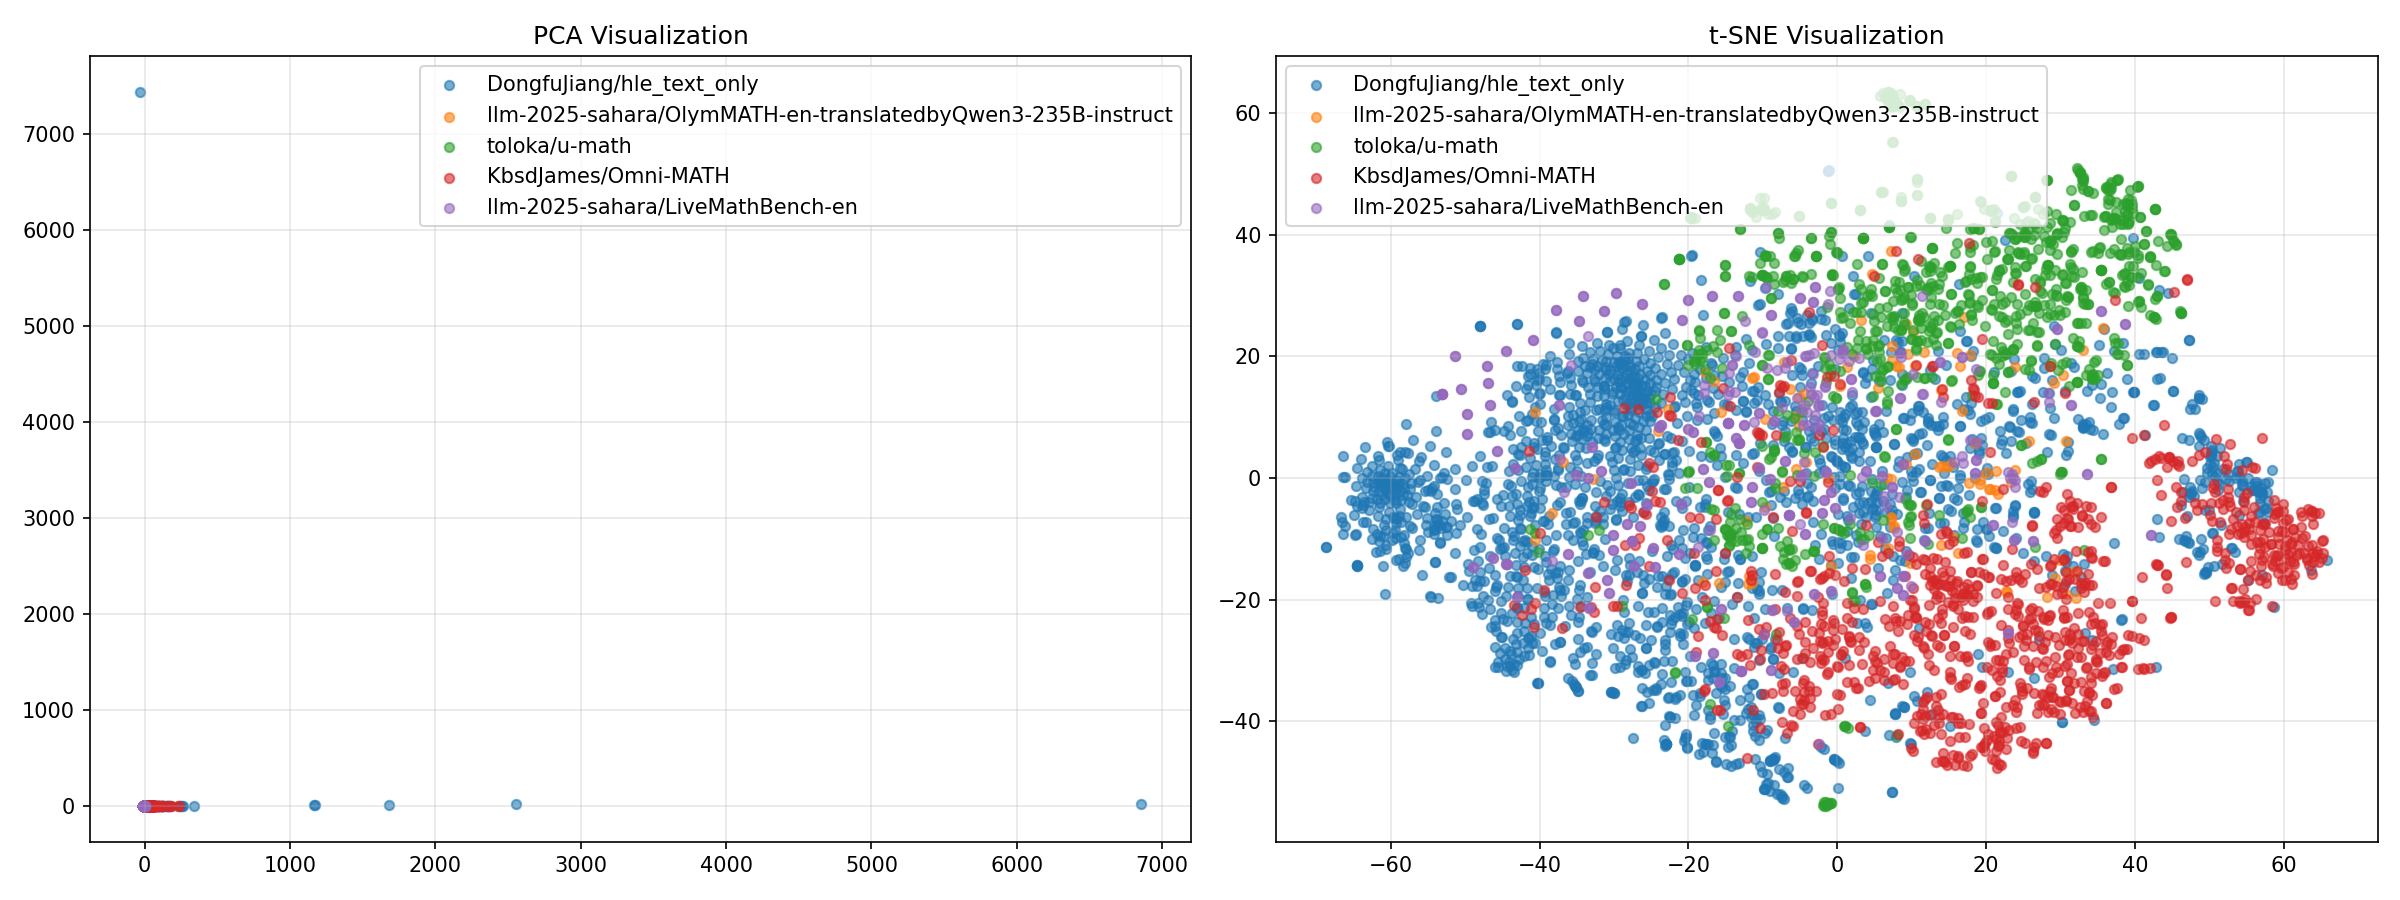 PCA Visualization
Dongfujiang/hle_text_only
llm-2025-sahara/OlymMATH-en-translatedbyQwen3-235B-instruct
toloka/u-math
KbsdJames/Omni-MATH
llm-2025-sahara/LiveMathBench-en
7000
6000
5000
4000
3000
2000
1000
0
0 1000 2000 3000 4000 5000 6000 7000
t-SNE Visualization
DongfuJiang/hle_text_only
llm-2025-sahara/OlymMATH-en-translatedbyQwen3-235B-instruct
toloka/u-math
KbsdJames/Omni-MATH
llm-2025-sahara/LiveMathBench-en
60
40
20
0
−20
−40
−60 −40 −20 0 20 40 60